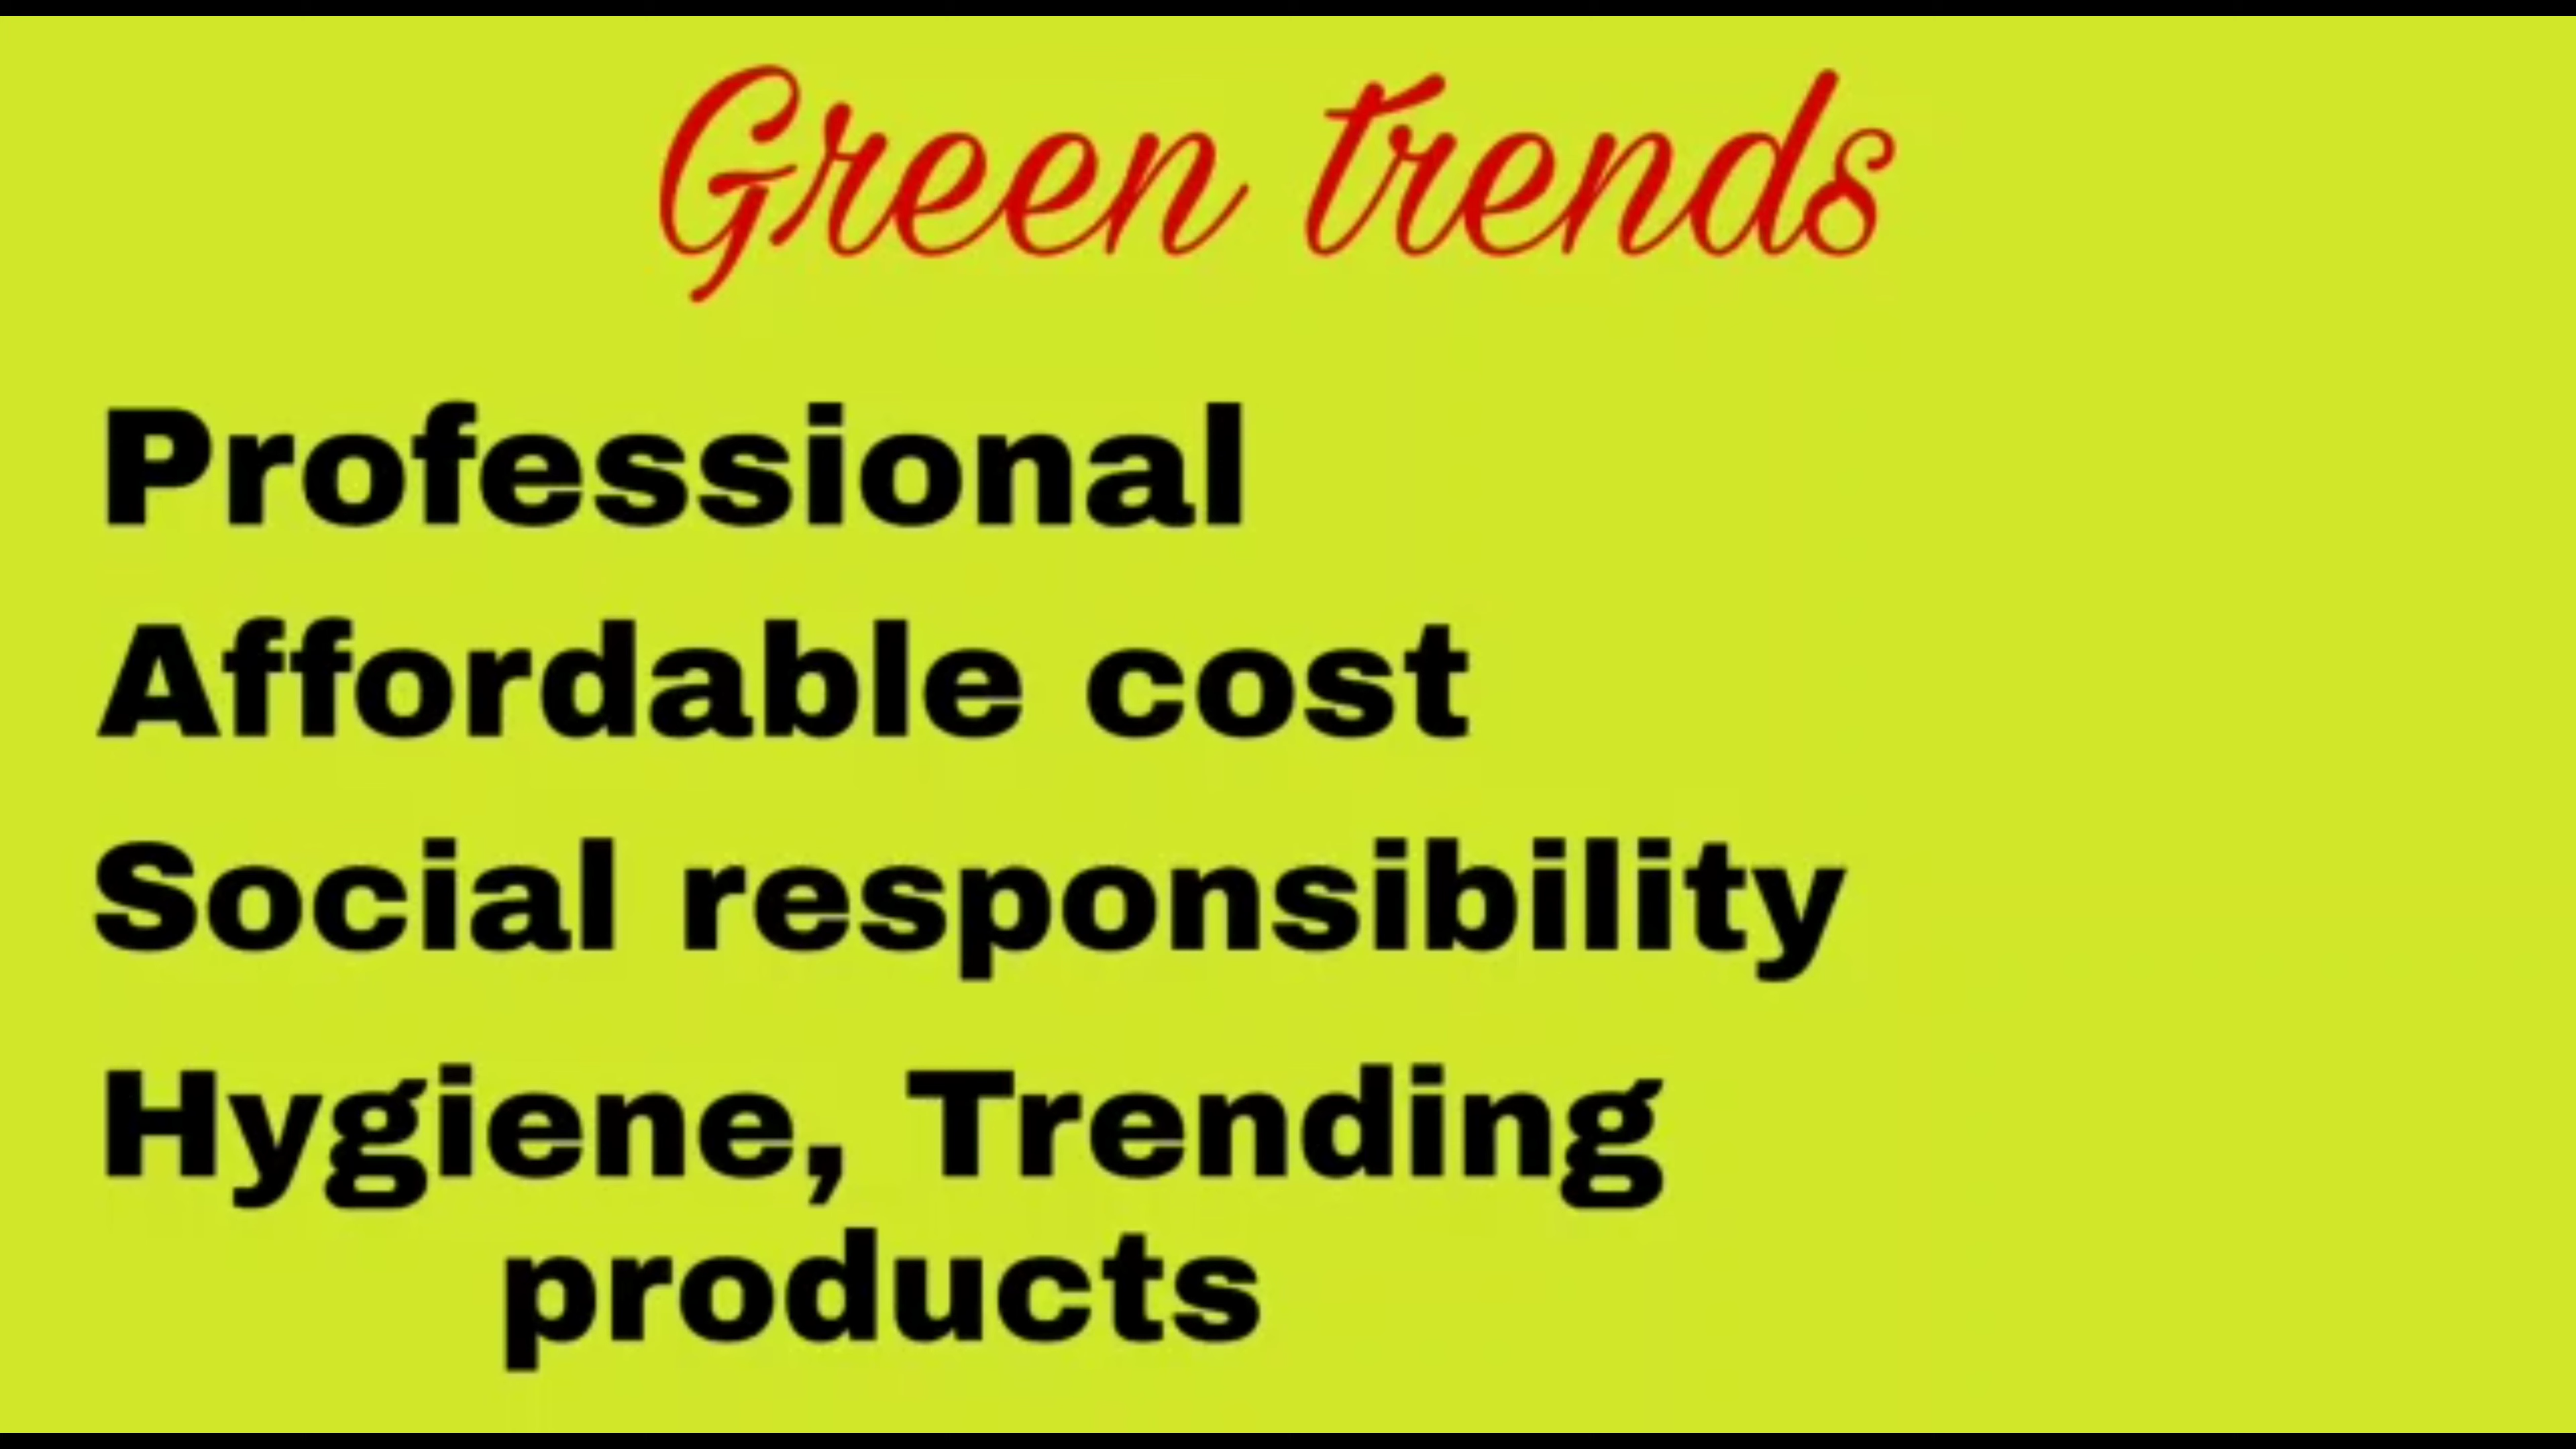 Green trends
Professional
Affordable cost
Social responsibility
Hygiene, Trending
products